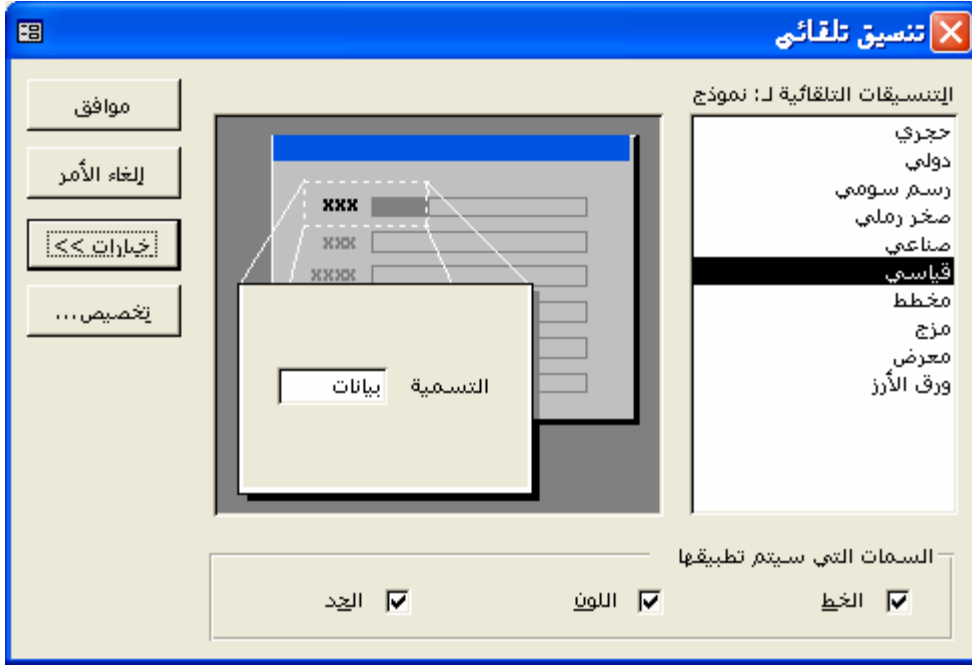 تنسيق تلقائي
التنسيقات التلقائية لـ: نموذج
حجري
دولي
رسم سومي
صخر رملي
صناعي
قياسي
مخطط
مزج
معرض
ورق الأرز
xxx
xxx
xxxx
التسمية
بيانات
موافق
إلغاء الأمر
خيارات >>
تخصيص...
السمات التي سيتم تطبيقها
الخط
اللون
الحد